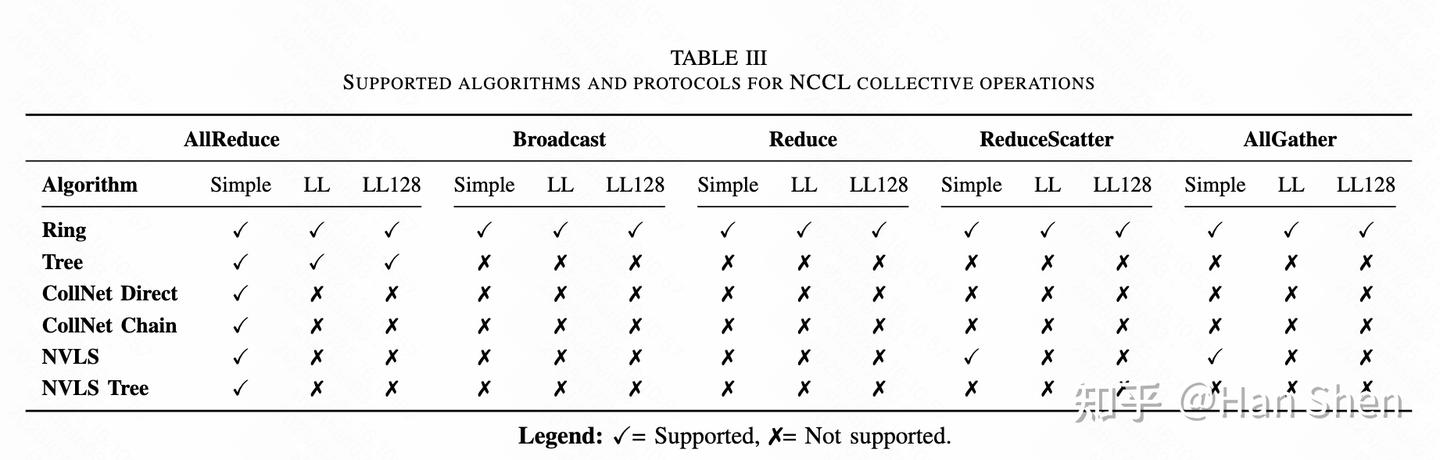 TABLE III
SUPPORTED ALGORITHMS AND PROTOCOLS FOR NCCL COLLECTIVE OPERATIONS
AllReduce Broadcast Reduce ReduceScatter AllGather
Algorithm Simple LL LL128 Simple LL LL128 Simple LL LL128 Simple LL LL128 Simple LL LL128
Ring ✓ ✓ ✓ ✓ ✓ ✓ ✓ ✓ ✓ ✓ ✓ ✓ ✓ ✓ ✓
Tree ✓ ✓ ✓ ✗ ✗ ✗ ✗ ✗ ✗ ✗ ✗ ✗ ✗ ✗ ✗
CollNet Direct ✓ ✗ ✗ ✗ ✗ ✗ ✗ ✗ ✗ ✗ ✗ ✗ ✗ ✗ ✗
CollNet Chain ✓ ✗ ✗ ✗ ✗ ✗ ✗ ✗ ✗ ✗ ✗ ✗ ✗ ✗ ✗
NVLS ✓ ✗ ✗ ✗ ✗ ✗ ✗ ✗ ✗ ✓ ✗ ✗ ✓ ✗ ✗
NVLS Tree ✓ ✗ ✗ ✗ ✗ ✗ ✗ ✗ ✗ ✗ ✗ ✗ ✗ ✗ ✗
知乎 @Han Shen
Legend: ✓= Supported, ✗= Not supported.